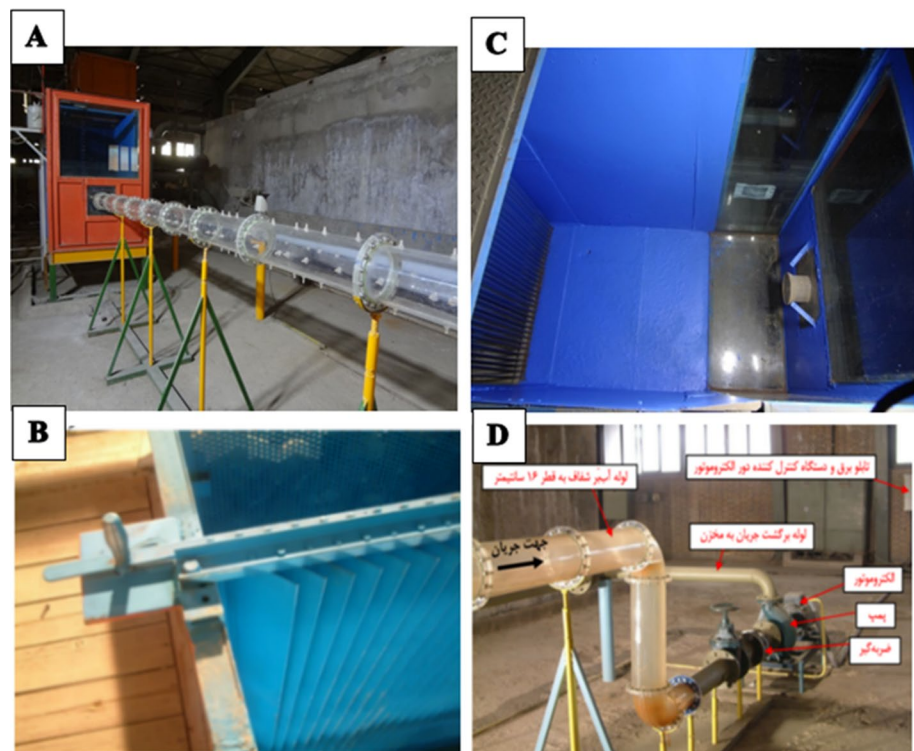 A
C
B
D
تابلو برق و دستگاه کنترل کننده دور الکتروموتور
لوله آب‌بَر شفاف به قطر ۱۶ سانتیمتر
لوله برگشت جریان به مخزن
جهت جریان
الکتروموتور
پمپ
ضربه‌گیر